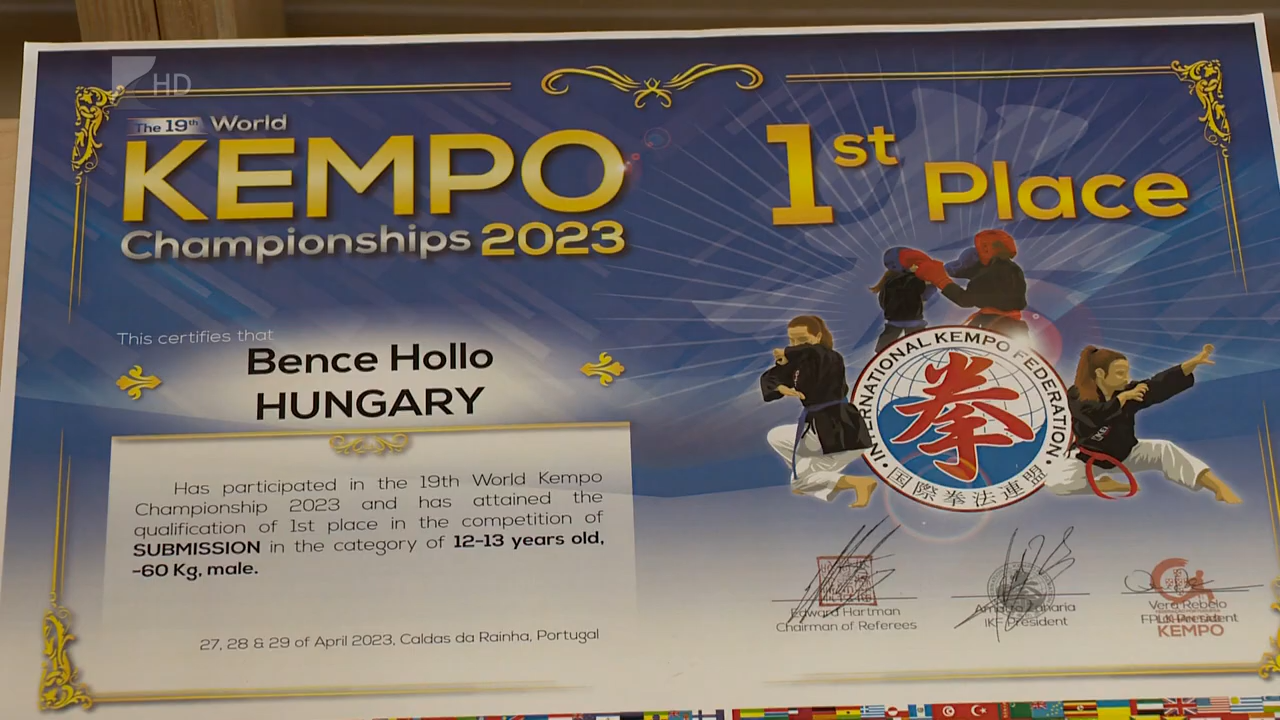 HD
The 19th World
KEMPO
Championships 2023
1st Place
This certifies that
Bence Hollo
HUNGARY
Has participated in the 19th World Kempo
Championship 2023 and has attained the
qualification of 1st place in the competition of
SUBMISSION in the category of 12-13 years old,
-60 Kg, male.
27, 28 & 29 of April 2023, Caldas da Rainha, Portugal
INTERNATIONAL KEMPO FEDERATION
国際拳法連盟
拳
Edward Hartman
Chairman of Referees
IKF President
Vera Rebelo
KEMPO